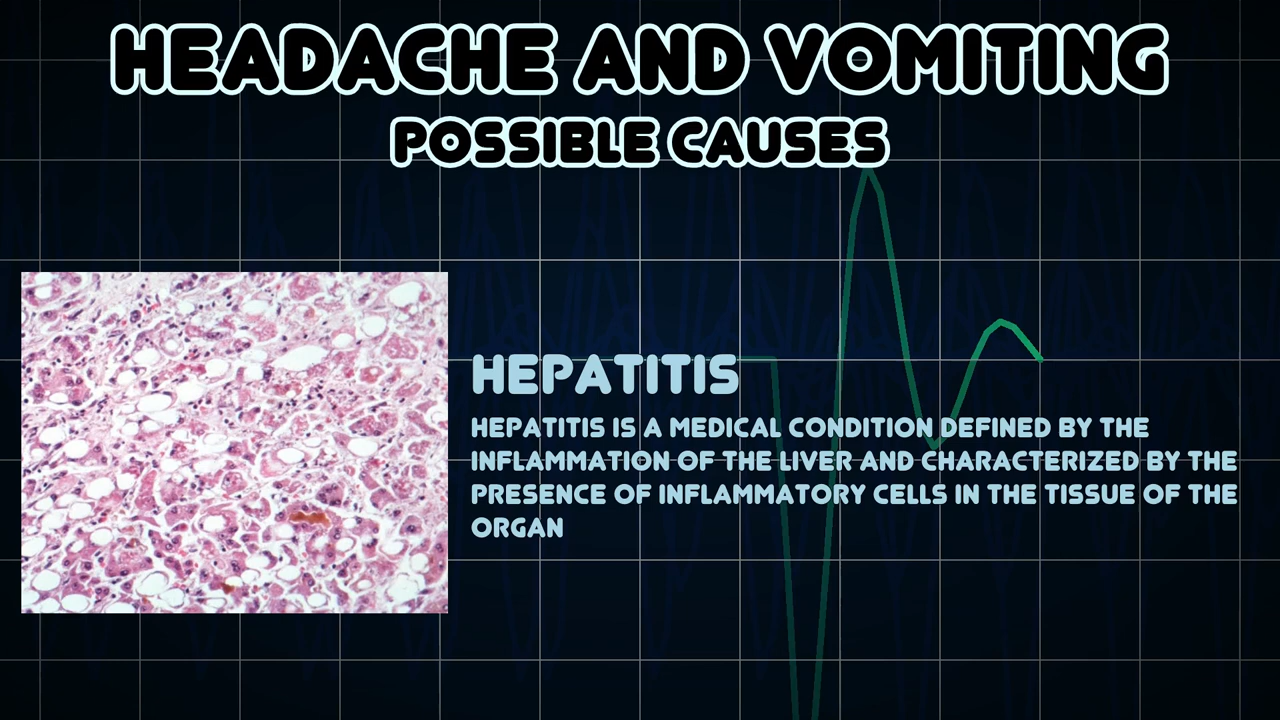 HEADACHE AND VOMITING
POSSIBLE CAUSES
HEPATITIS
HEPATITIS IS A MEDICAL CONDITION DEFINED BY THE
INFLAMMATION OF THE LIVER AND CHARACTERIZED BY THE
PRESENCE OF INFLAMMATORY CELLS IN THE TISSUE OF THE
ORGAN